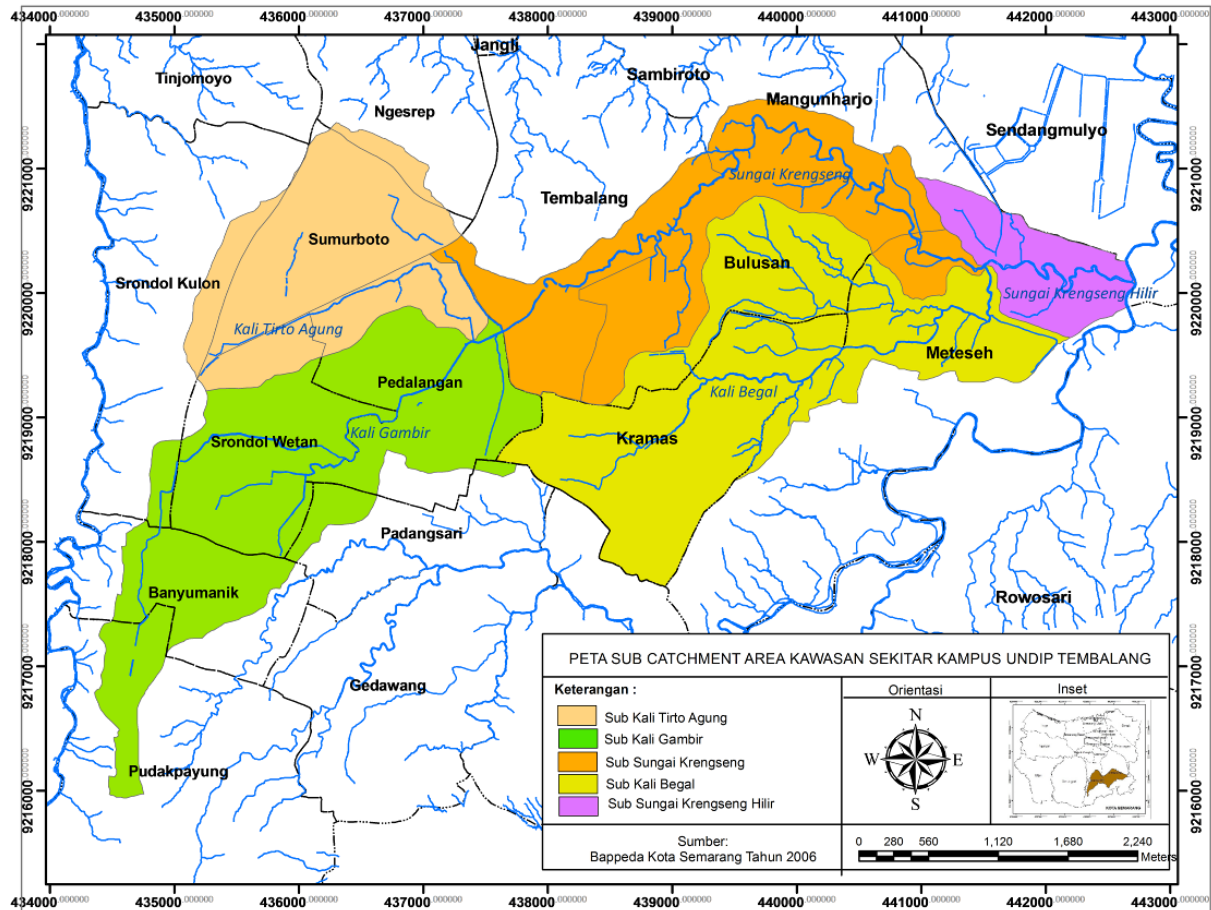 434000.000000 435000.000000 436000.000000 437000.000000 438000.000000 439000.000000 440000.000000 441000.000000 442000.000000 443000.000000
Jangli
Tinjomoyo
Sambiroto
Ngesrep
Mangunharjo
Sendangmulyo
9221000.000000
9221000.000000
Sungai Krengseng
Tembalang
Sumurboto
Bulusan
Srondol Kulon
9220000.000000
9220000.000000
Sungai Krengseng Hilir
Kali Tirto Agung
Meteseh
Pedalangan
Kali Begal
9219000.000000
9219000.000000
Kali Gambir
Srondol Wetan
Kramas
Padangsari
9218000.000000
9218000.000000
Banyumanik
Rowosari
9217000.000000
9217000.000000
Gedawang
Pudakpayung
9216000.000000
9216000.000000
PETA SUB CATCHMENT AREA KAWASAN SEKITAR KAMPUS UNDIP TEMBALANG
Keterangan :
Sub Kali Tirto Agung
Sub Kali Gambir
Sub Sungai Krengseng
Sub Kali Begal
Sub Sungai Krengseng Hilir
Orientasi
N
W E
S
Inset
KOTA SEMARANG
Sumber:
Bappeda Kota Semarang Tahun 2006
0 280 560 1,120 1,680 2,240
Meters
434000.000000 435000.000000 436000.000000 437000.000000 438000.000000 439000.000000 440000.000000 441000.000000 442000.000000 443000.000000